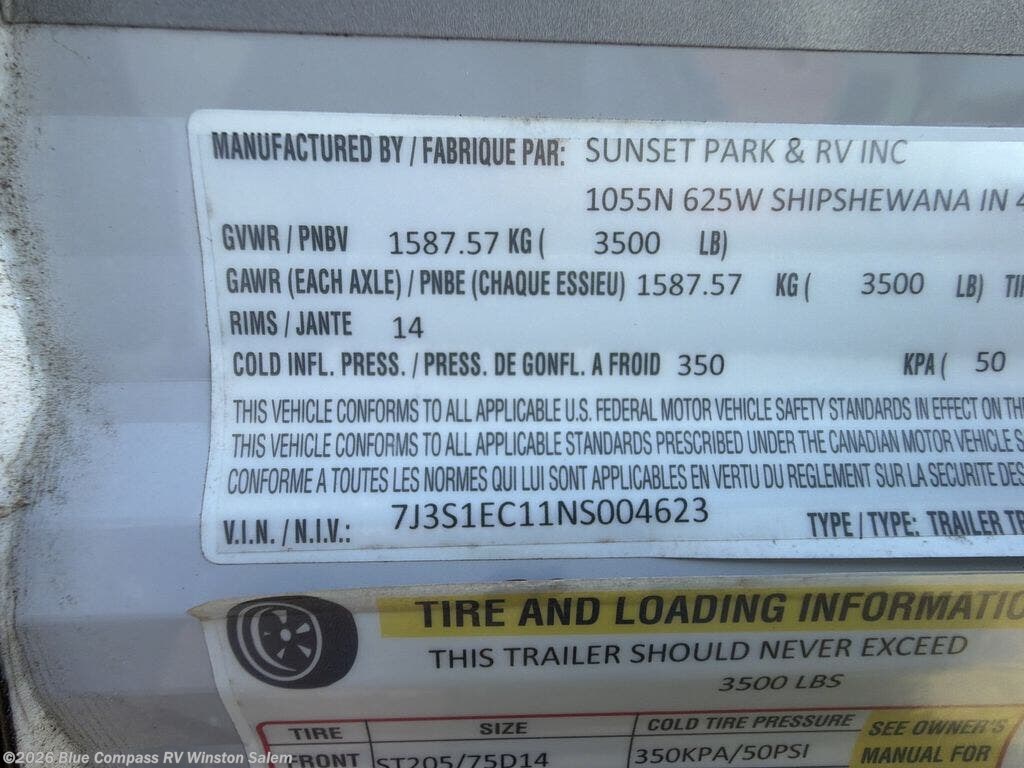 MANUFACTURED BY / FABRIQUE PAR: SUNSET PARK & RV INC
1055N 625W SHIPSHEWANA IN 4
GVWR / PNBV 1587.57 KG ( 3500 LB)
GAWR (EACH AXLE) / PNBE (CHAQUE ESSIEU) 1587.57 KG ( 3500 LB) TI
RIMS / JANTE 14
COLD INFL. PRESS. / PRESS. DE GONFL. A FROID 350 KPA ( 50
THIS VEHICLE CONFORMS TO ALL APPLICABLE U.S. FEDERAL MOTOR VEHICLE SAFETY STANDARDS IN EFFECT ON THE
THIS VEHICLE CONFORMS TO ALL APPLICABLE STANDARDS PRESCRIBED UNDER THE CANADIAN MOTOR VEHICLE S
CONFORME A TOUTES LES NORMES QUI LUI SONT APPLICABLES EN VERTU DU REGLEMENT SUR LA SECURITE DES
V.I.N. / N.I.V.: 7J3S1EC11NS004623 TYPE / TYPE: TRAILER TR
TIRE AND LOADING INFORMATIO
THIS TRAILER SHOULD NEVER EXCEED
3500 LBS
TIRE SIZE COLD TIRE PRESSURE SEE OWNER'S
FRONT ST205/75D14 350KPA/50PSI MANUAL FOR
©2026 Blue Compass RV Winston Salem